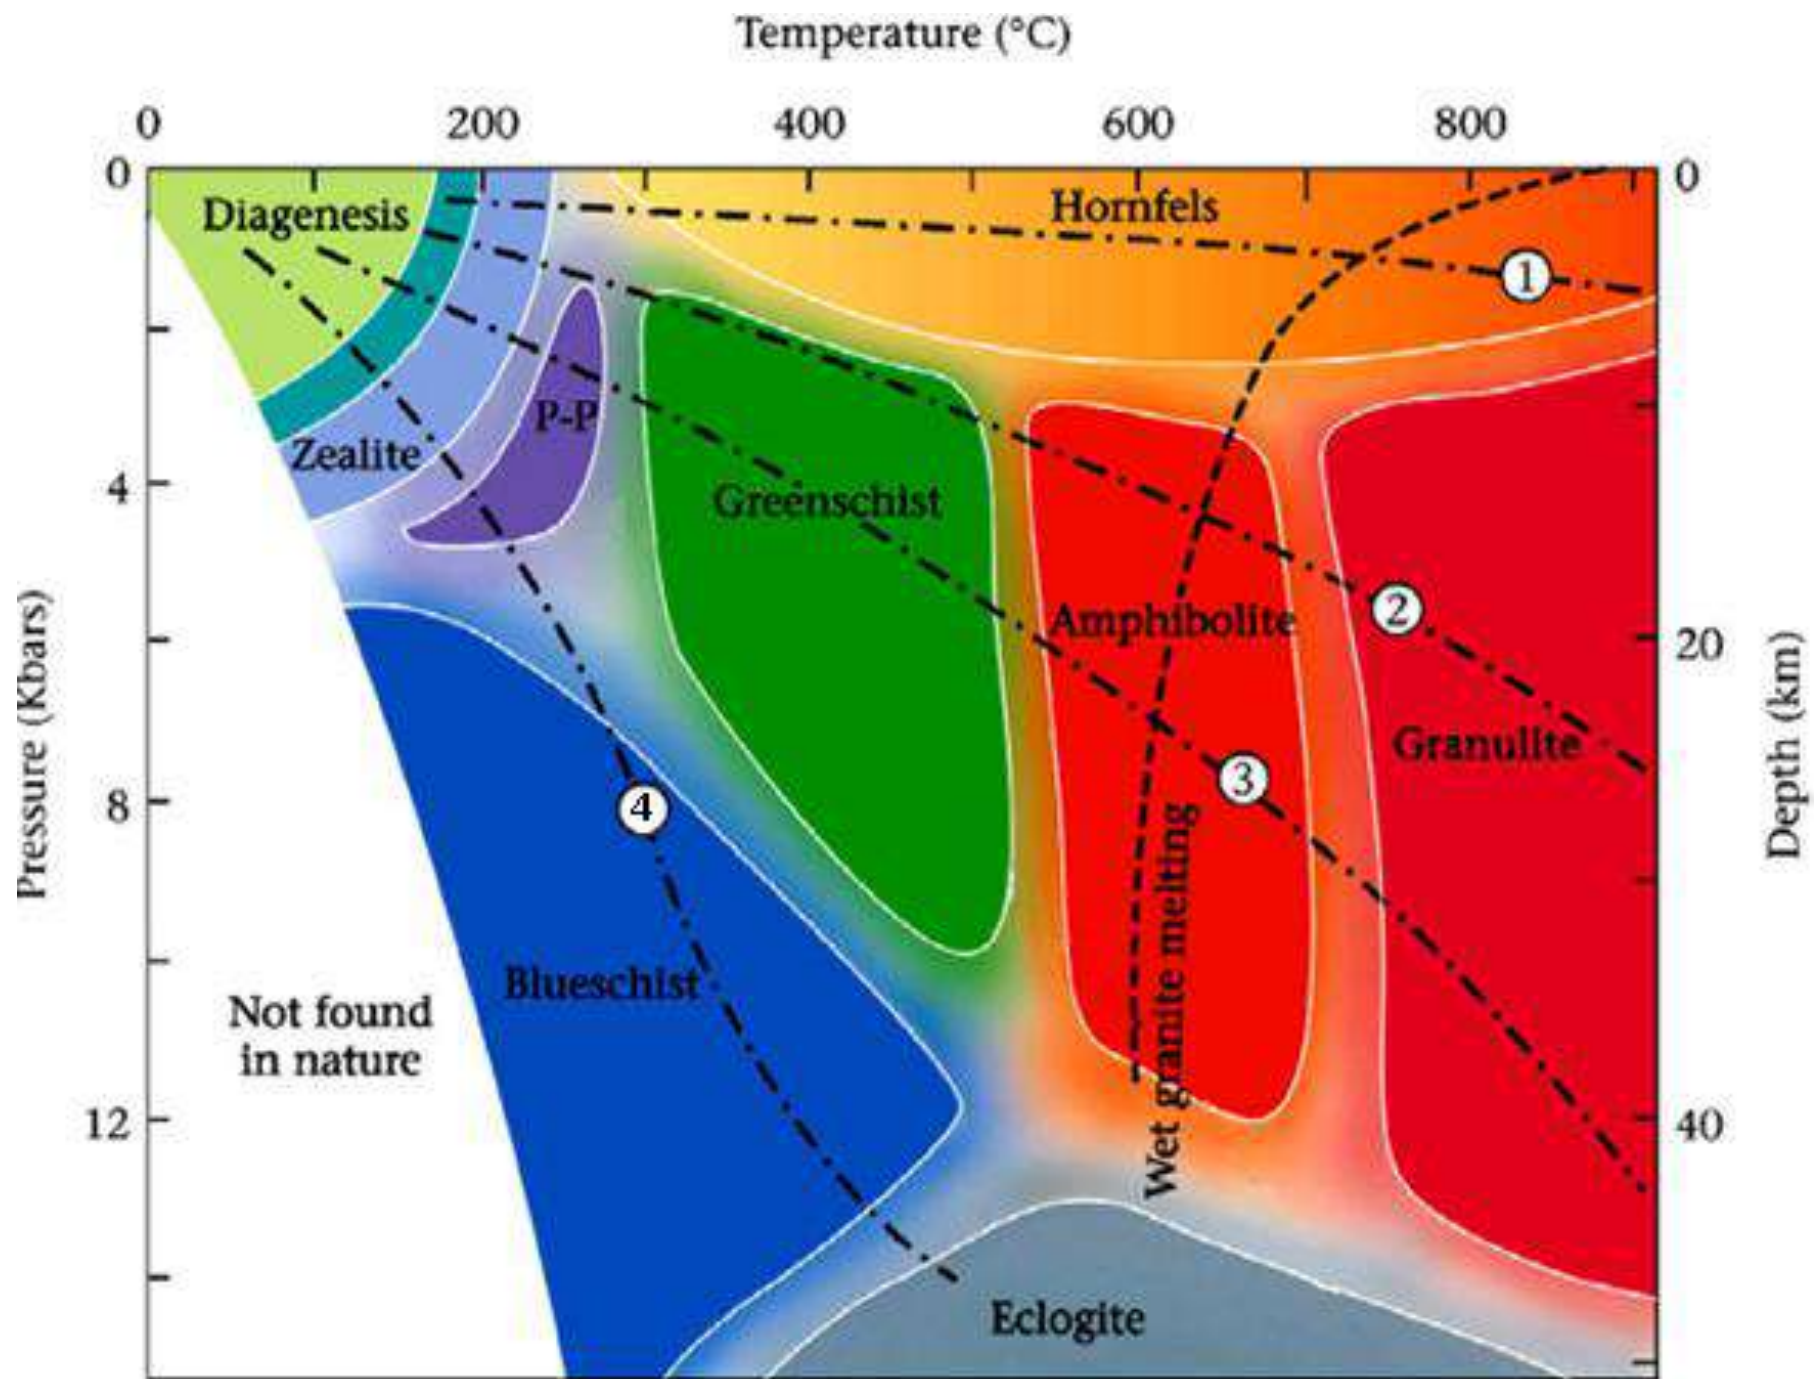 Temperature (°C)
0 200 400 600 800
0 0
Diagenesis Hornfels
1
P-P
Zealite
4
Greenschist
Pressure (Kbars)
2
Amphibolite
20
Depth (km)
Granulite
3
8
4
Wet granite melting
Blueschist
Not found
in nature
12 40
Eclogite